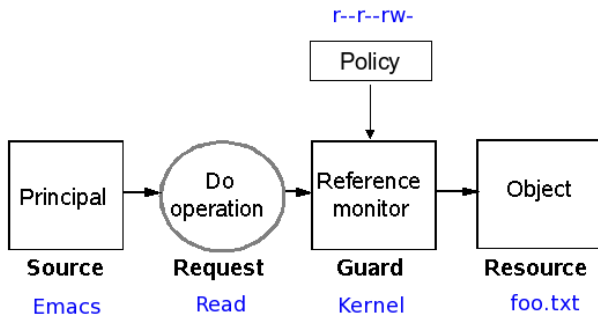 r--r--rw-
Policy
Principal
Do
operation
Reference
monitor
Object
Source
Request
Guard
Resource
Emacs
Read
Kernel
foo.txt